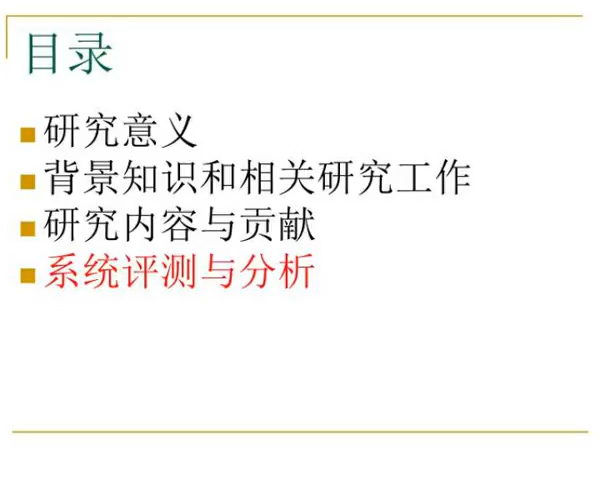 目录
研究意义
背景知识和相关研究工作
研究内容与贡献
系统评测与分析